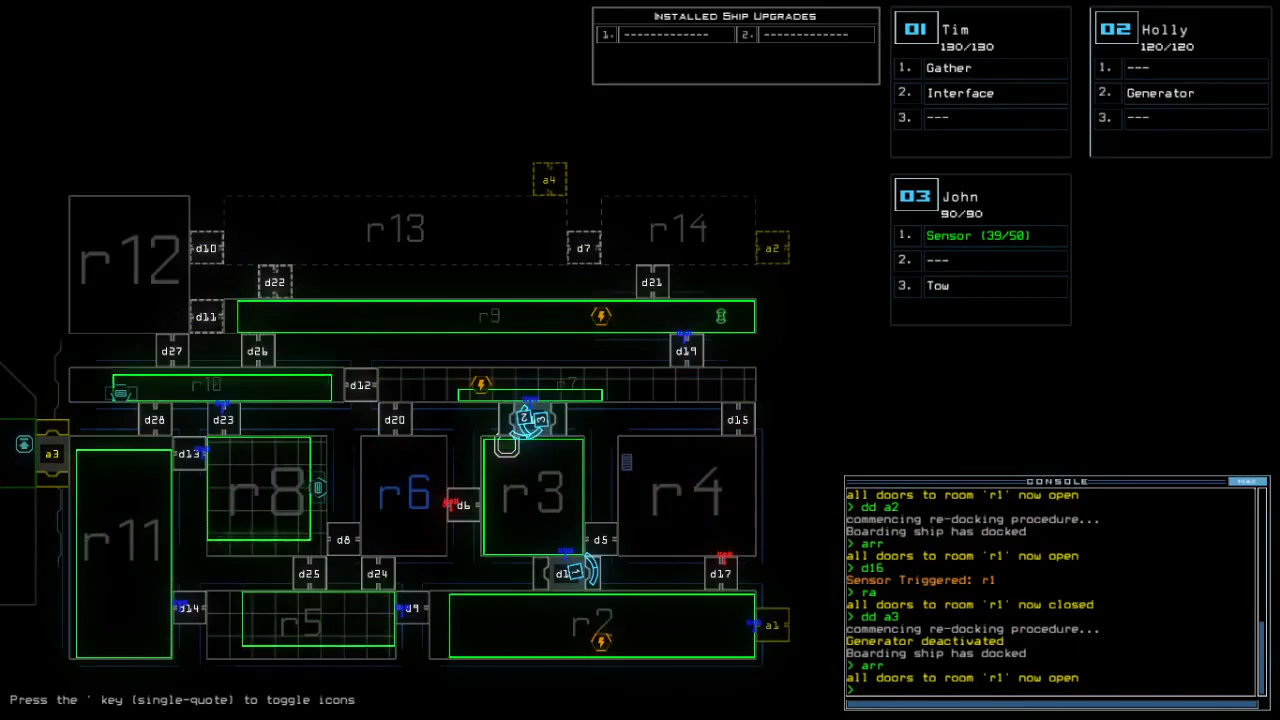 Installed Ship Upgrades
1. ------------- 2. -------------
01 Tim
130/130
1. Gather
2. Interface
3. ---
02 Holly
120/120
1. ---
2. Generator
3. ---
03 John
90/90
1. Sensor (39/50)
2. ---
3. Tow
a4
r12
d10
r13
d7
r14
a2
d22
d21
d11
r9
d27
d26
d19
r10
d12
r7
d28
d23
d20
2
3
d15
a3
d13
r8
r6
r3
r4
d6
r11
d8
d5
d25
d24
1
d17
d14
r5
d9
r2
a1
CONSOLE
MAX
all doors to room 'r1' now open
> dd a2
commencing re-docking procedure...
Boarding ship has docked
> arr
all doors to room 'r1' now open
> d16
Sensor Triggered: r1
> ra
all doors to room 'r1' now closed
> dd a3
commencing re-docking procedure...
Generator deactivated
Boarding ship has docked
> arr
all doors to room 'r1' now open
>
Press the ' key (single-quote) to toggle icons